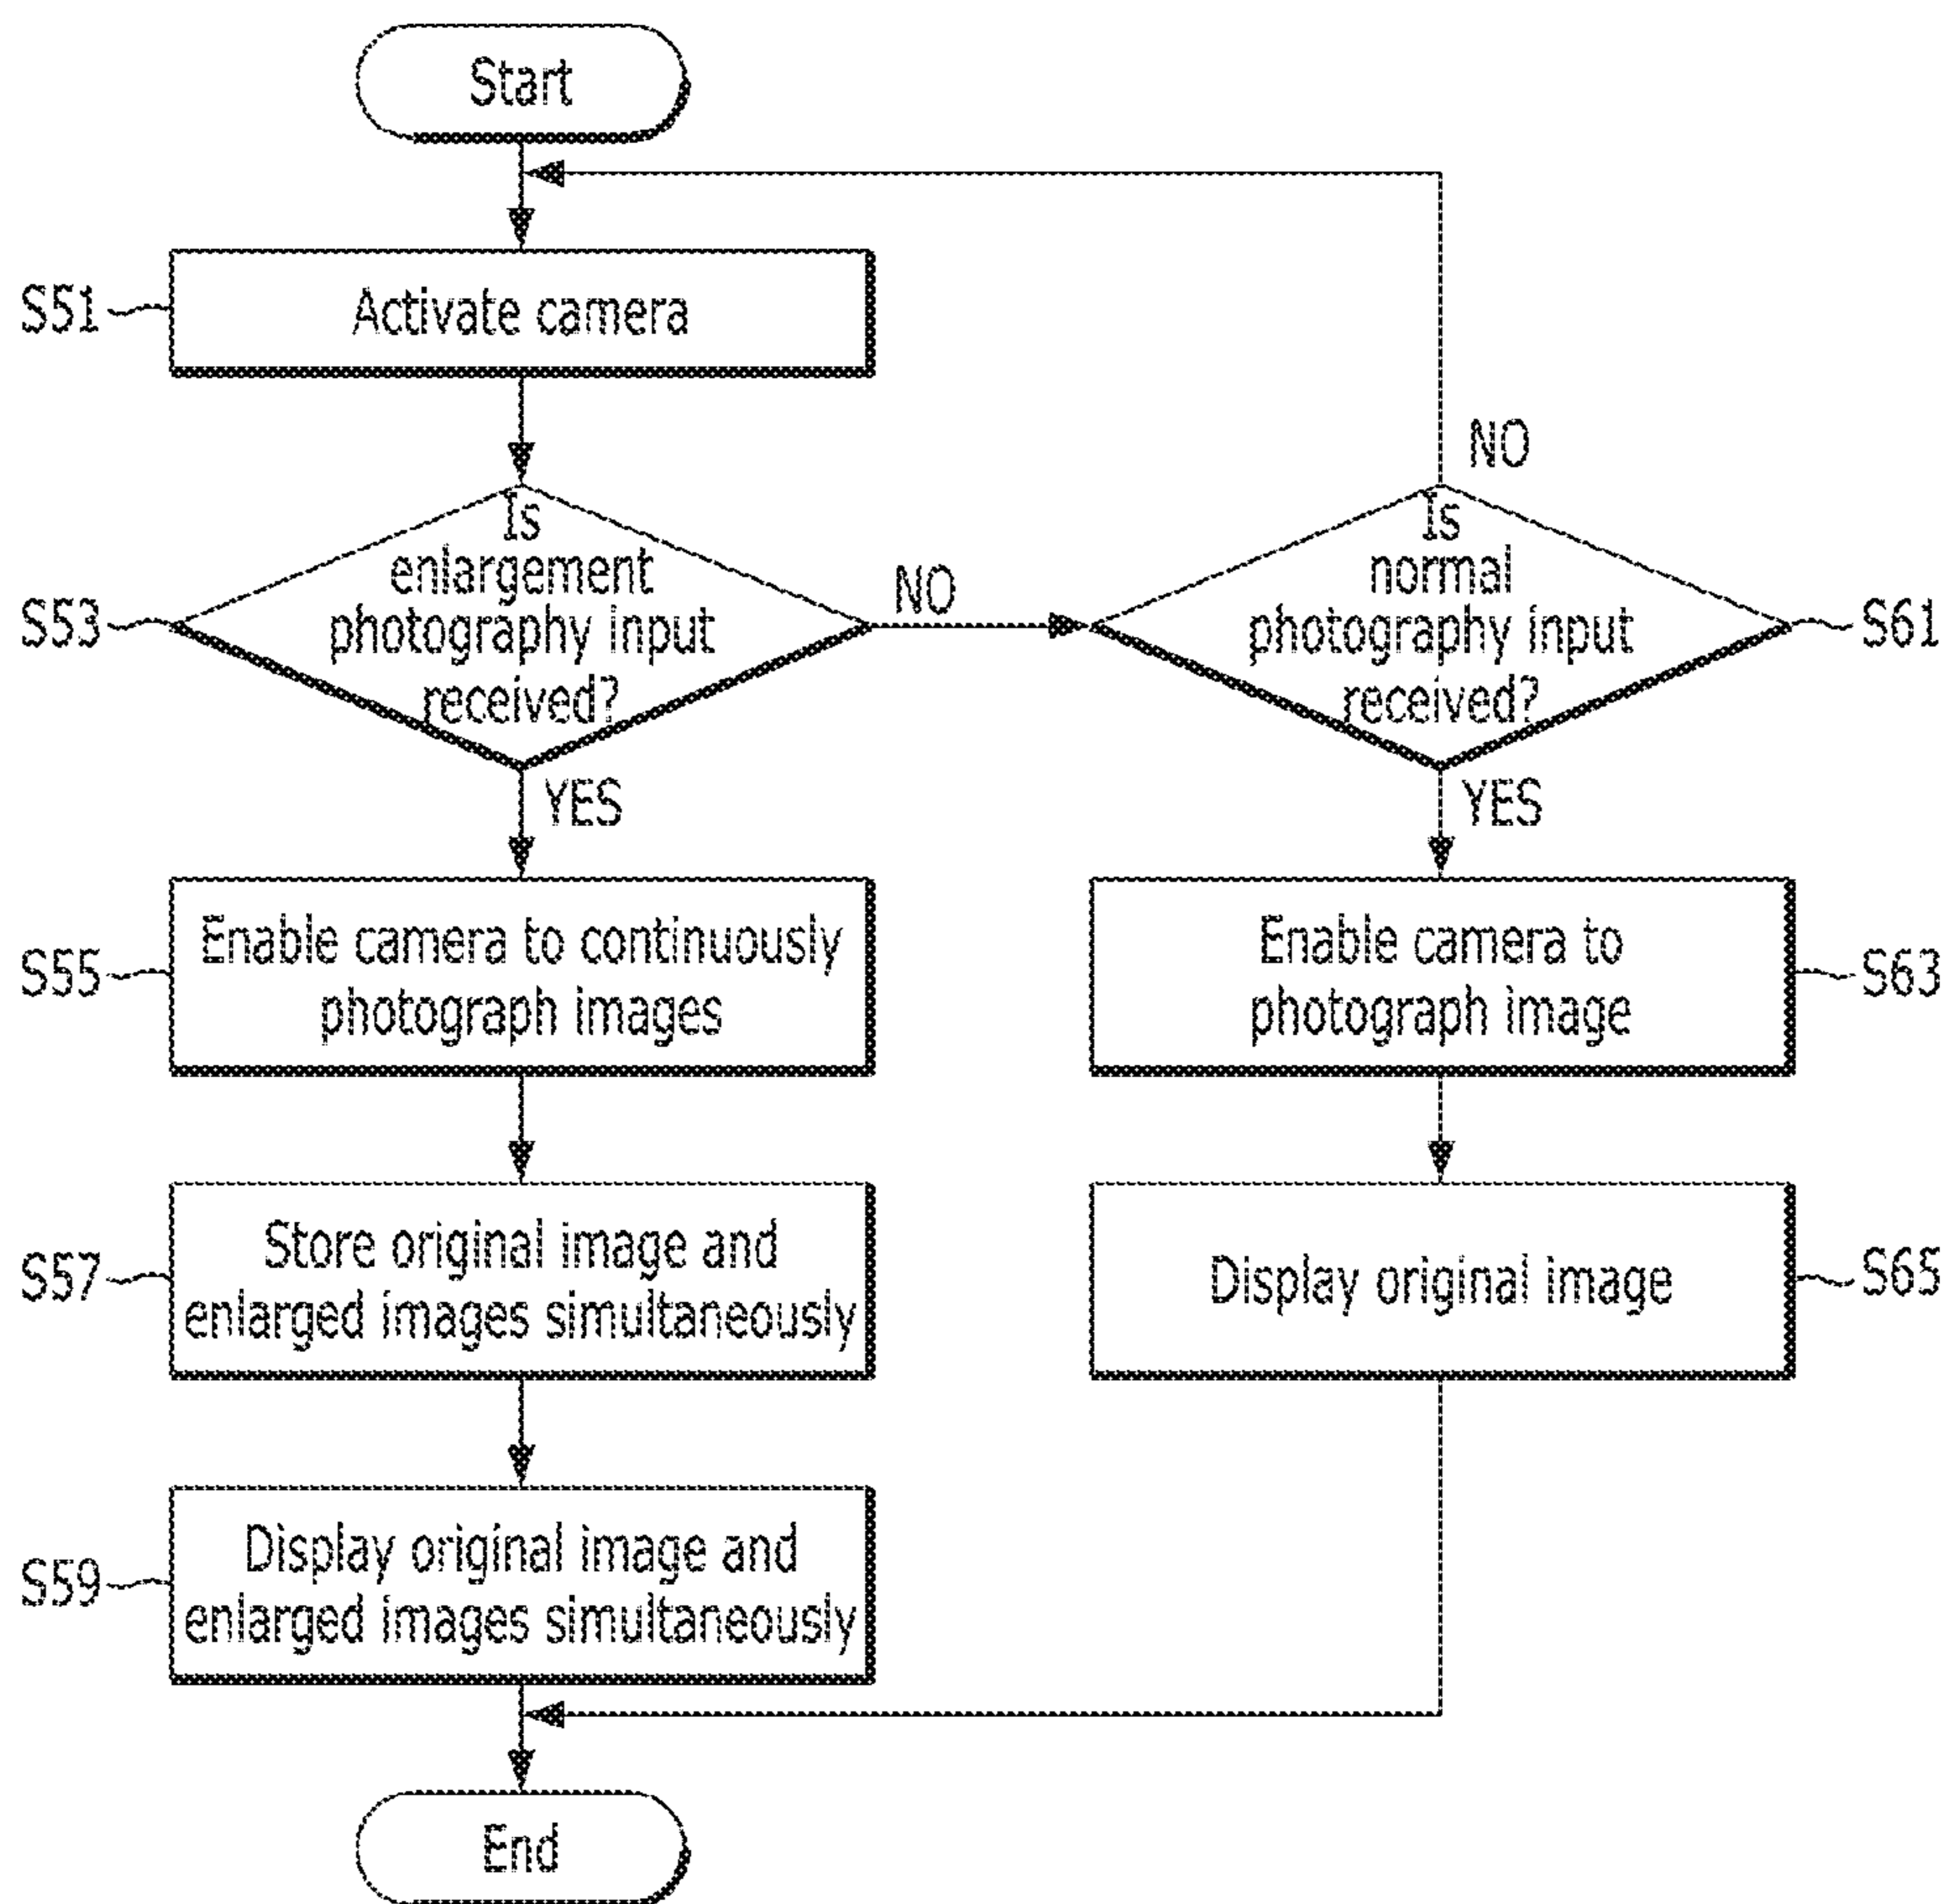 Start
S51
Activate camera
NO
S53
Is
enlargement
photography input
received?
NO
Is
normal
photography input
received?
S61
YES
YES
S55
Enable camera to continuously
photograph images
Enable camera to
photograph image
S63
S57
Store original image and
enlarged images simultaneously
Display original image
S65
S59
Display original image and
enlarged images simultaneously
End